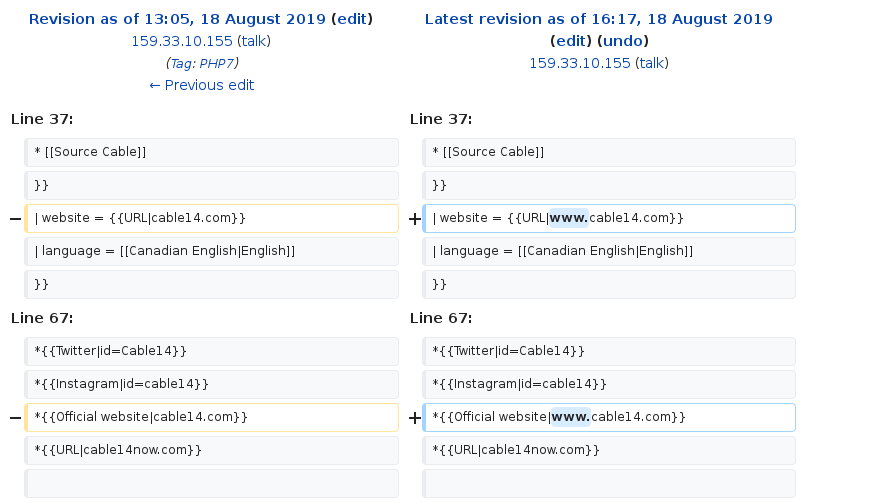 Revision as of 13:05, 18 August 2019 (edit)
159.33.10.155 (talk)
(Tag: PHP7)
← Previous edit
Latest revision as of 16:17, 18 August 2019
(edit) (undo)
159.33.10.155 (talk)
Line 37:
Line 37:
* [[Source Cable]]
* [[Source Cable]]
}}
}}
− | website = {{URL|cable14.com}}
+ | website = {{URL|www.cable14.com}}
| language = [[Canadian English|English]]
| language = [[Canadian English|English]]
}}
}}
Line 67:
Line 67:
*{{Twitter|id=Cable14}}
*{{Twitter|id=Cable14}}
*{{Instagram|id=cable14}}
*{{Instagram|id=cable14}}
− *{{Official website|cable14.com}}
+ *{{Official website|www.cable14.com}}
*{{URL|cable14now.com}}
*{{URL|cable14now.com}}